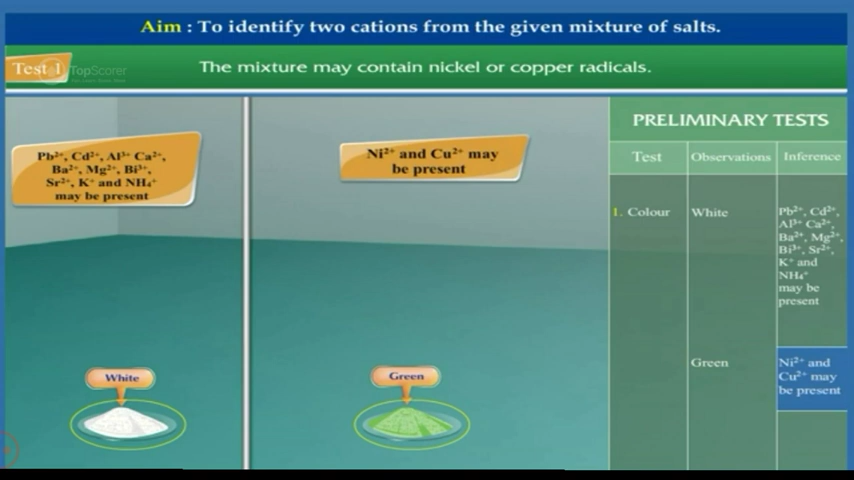 Aim : To identify two cations from the given mixture of salts.
Test 1
TopScorer
The mixture may contain nickel or copper radicals.
Pb²⁺, Cd²⁺, Al³⁺ Ca²⁺,
Ba²⁺, Mg²⁺, Bi³⁺,
Sr²⁺, K⁺ and NH₄⁺
may be present
Ni²⁺ and Cu²⁺ may
be present
White
Green
PRELIMINARY TESTS
Test Observations Inference
1. Colour White
Pb²⁺, Cd²⁺,
Al³⁺ Ca²⁺,
Ba²⁺, Mg²⁺,
Bi³⁺, Sr²⁺,
K⁺ and
NH₄⁺
may be
present
Green
Ni²⁺ and
Cu²⁺ may
be present